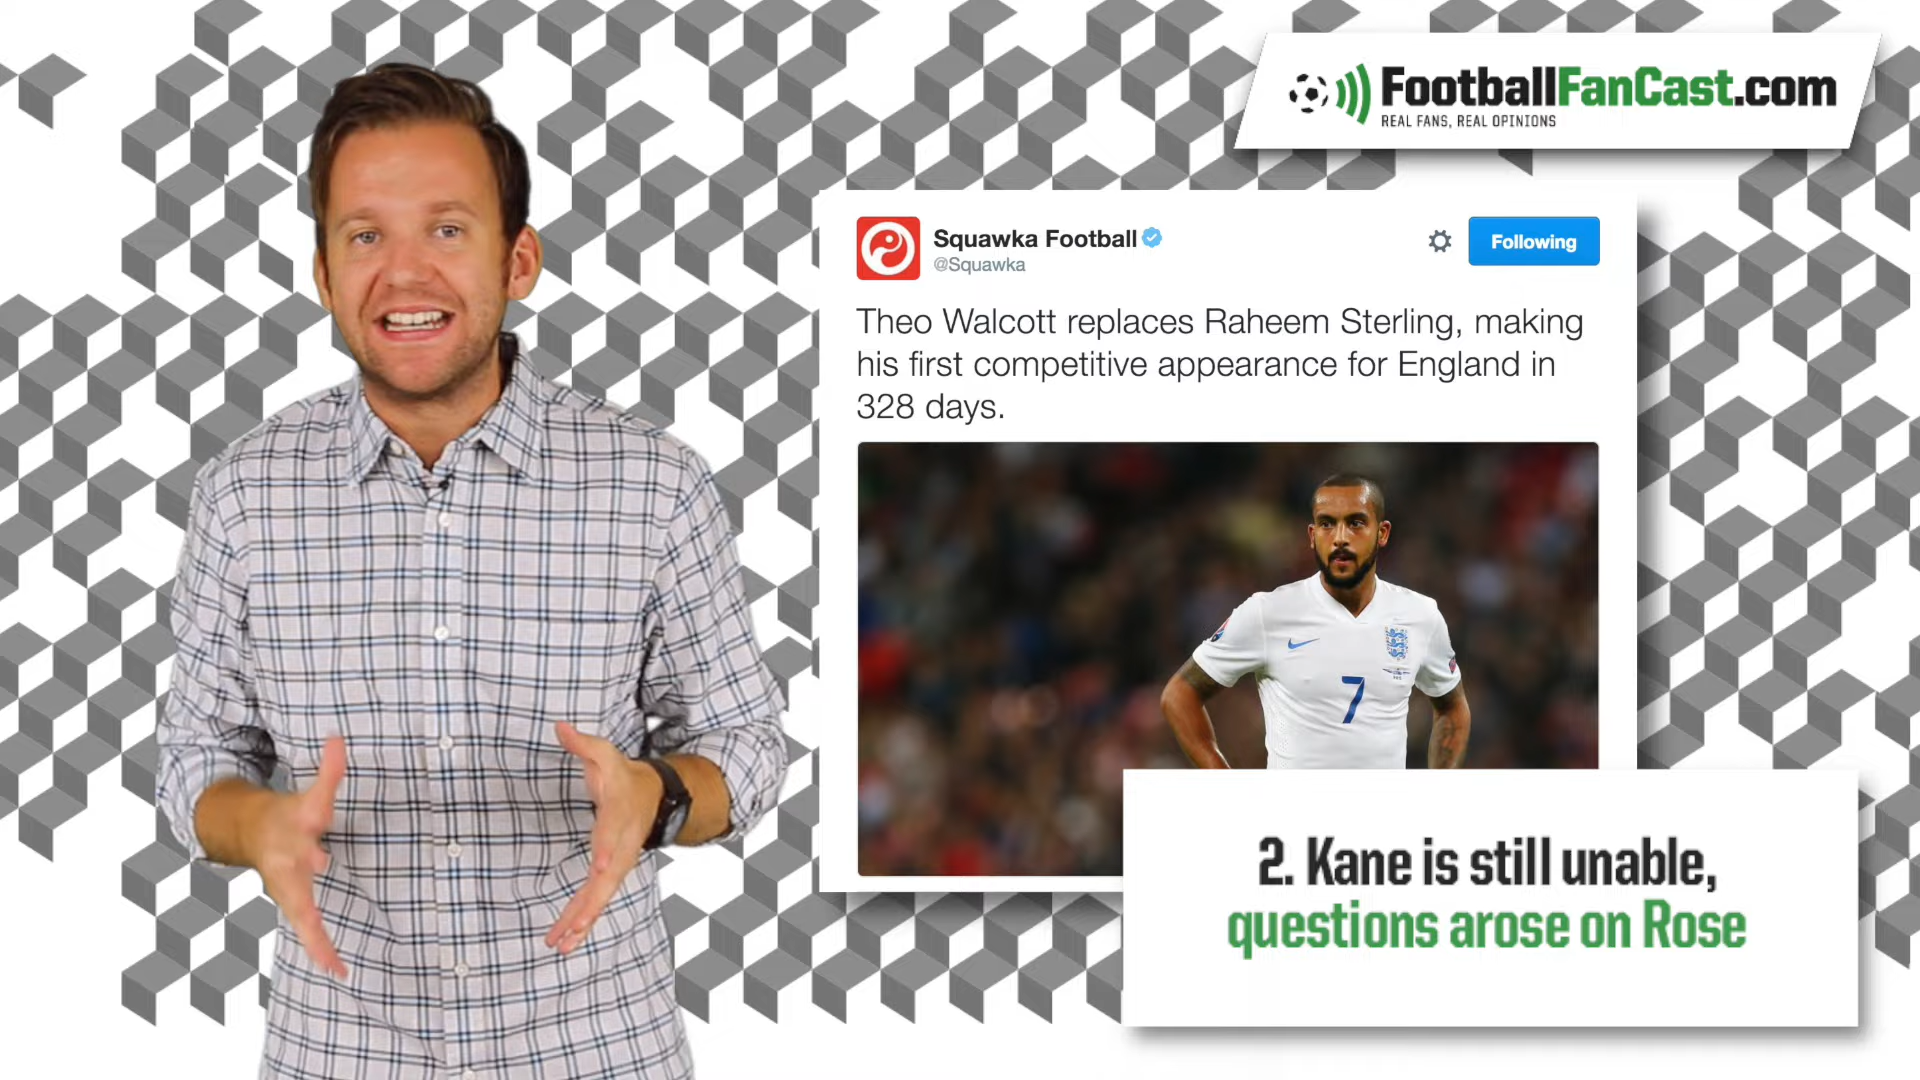 FootballFanCast.com
REAL FANS, REAL OPINIONS
Squawka Football
@Squawka
Following
Theo Walcott replaces Raheem Sterling, making
his first competitive appearance for England in
328 days.
7
2. Kane is still unable,
questions arose on Rose